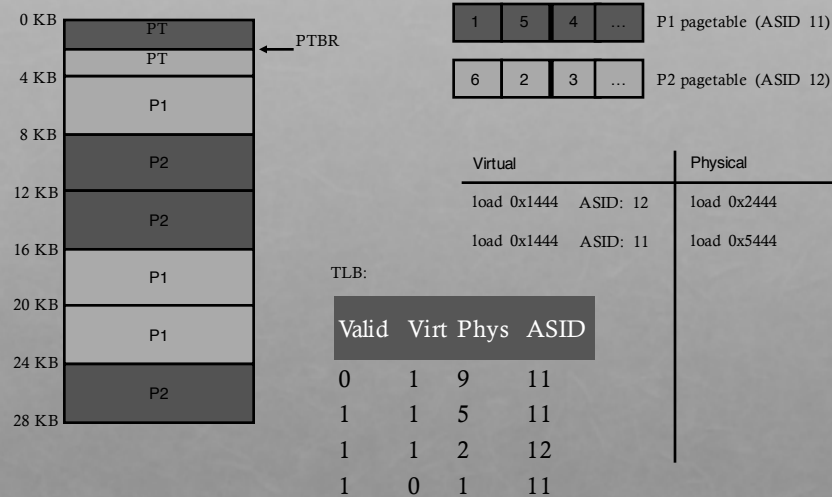 0 KB
PT
PTBR
PT
4 KB
P1
8 KB
P2
12 KB
P2
16 KB
P1
20 KB
P1
24 KB
P2
28 KB
1 5 4 ... P1 pagetable (ASID 11)
6 2 3 ... P2 pagetable (ASID 12)
Virtual Physical
load 0x1444 ASID: 12 load 0x2444
load 0x1444 ASID: 11 load 0x5444
TLB:
Valid Virt Phys ASID
0 1 9 11
1 1 5 11
1 1 2 12
1 0 1 11